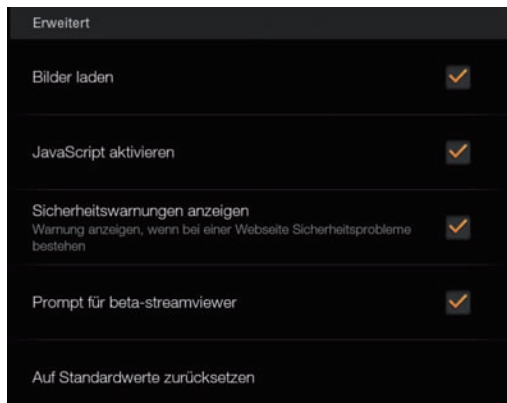 Erweitert
Bilder laden
JavaScript aktivieren
Sicherheitswarnungen anzeigen
Warnung anzeigen, wenn bei einer Webseite Sicherheitsprobleme
bestehen
Prompt für beta-streamviewer
Auf Standardwerte zurücksetzen